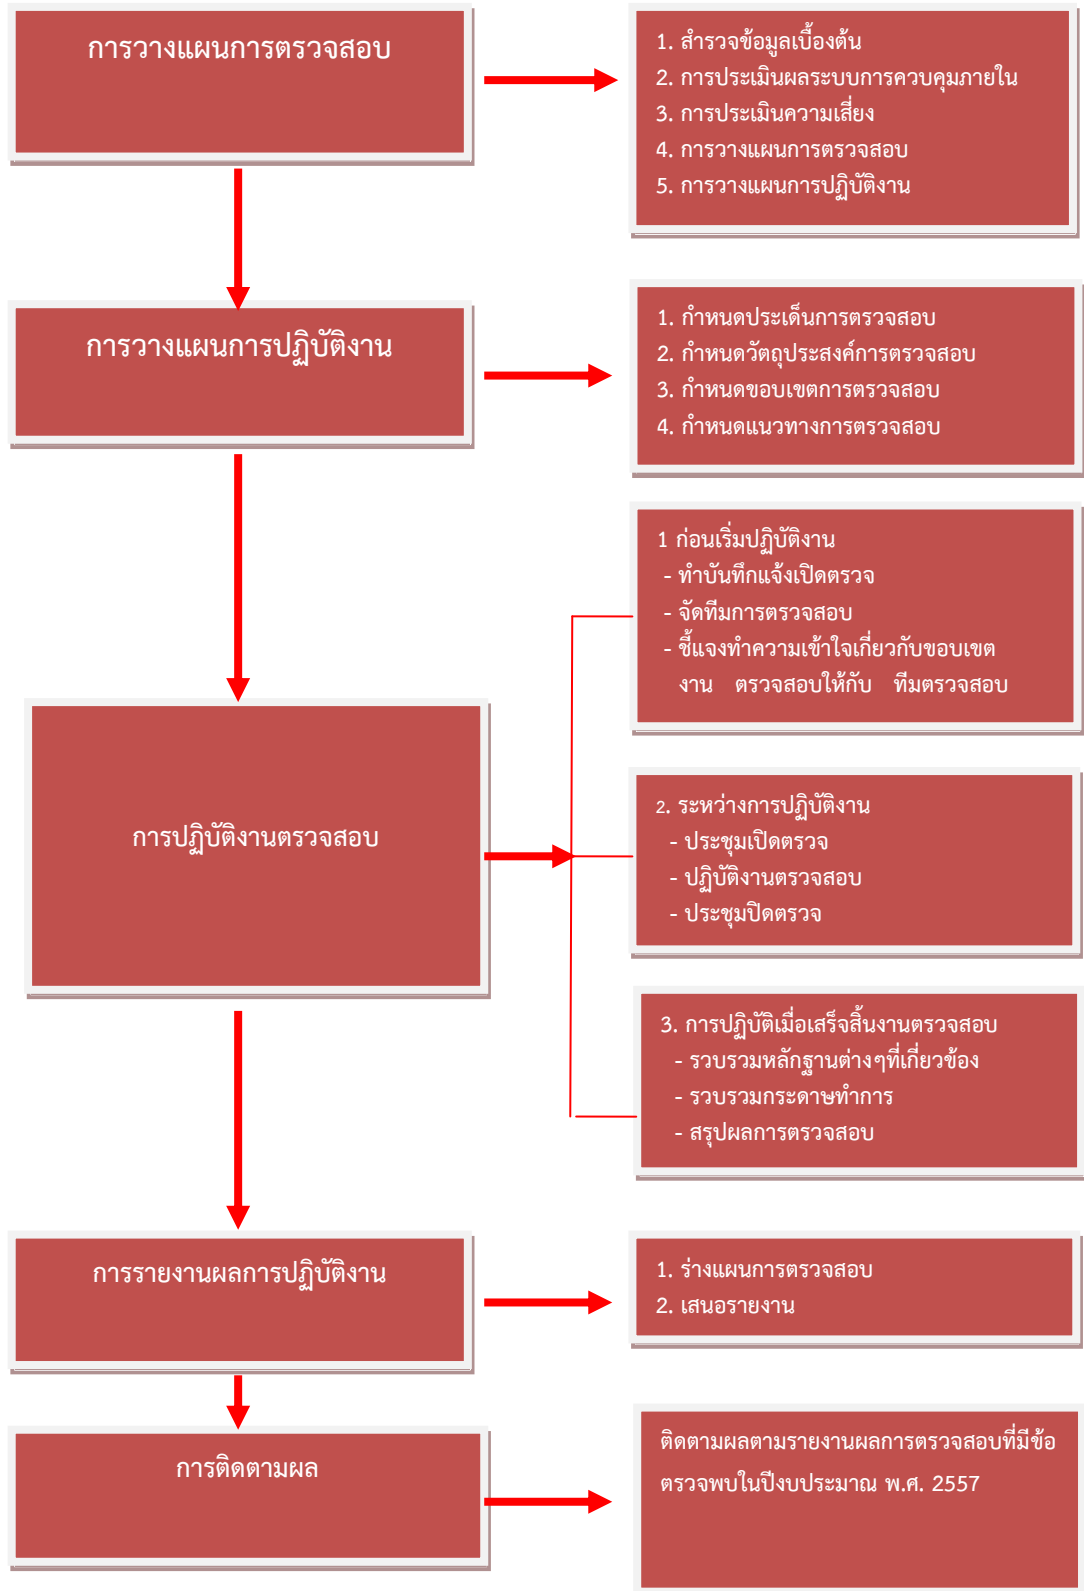 การวางแผนการตรวจสอบ
1. สำรวจข้อมูลเบื้องต้น
2. การประเมินผลระบบการควบคุมภายใน
3. การประเมินความเสี่ยง
4. การวางแผนการตรวจสอบ
5. การวางแผนการปฏิบัติงาน
การวางแผนการปฏิบัติงาน
1. กำหนดประเด็นการตรวจสอบ
2. กำหนดวัตถุประสงค์การตรวจสอบ
3. กำหนดขอบเขตการตรวจสอบ
4. กำหนดแนวทางการตรวจสอบ
การปฏิบัติงานตรวจสอบ
1 ก่อนเริ่มปฏิบัติงาน
- ทำบันทึกแจ้งเปิดตรวจ
- จัดทีมการตรวจสอบ
- ชี้แจงทำความเข้าใจเกี่ยวกับขอบเขต
งาน ตรวจสอบให้กับ ทีมตรวจสอบ
2. ระหว่างการปฏิบัติงาน
- ประชุมเปิดตรวจ
- ปฏิบัติงานตรวจสอบ
- ประชุมปิดตรวจ
3. การปฏิบัติเมื่อเสร็จสิ้นงานตรวจสอบ
- รวบรวมหลักฐานต่างๆที่เกี่ยวข้อง
- รวบรวมกระดาษทำการ
- สรุปผลการตรวจสอบ
การรายงานผลการปฏิบัติงาน
1. ร่างแผนการตรวจสอบ
2. เสนอรายงาน
การติดตามผล
ติดตามผลตามรายงานผลการตรวจสอบที่มีข้อ
ตรวจพบในปีงบประมาณ พ.ศ. 2557